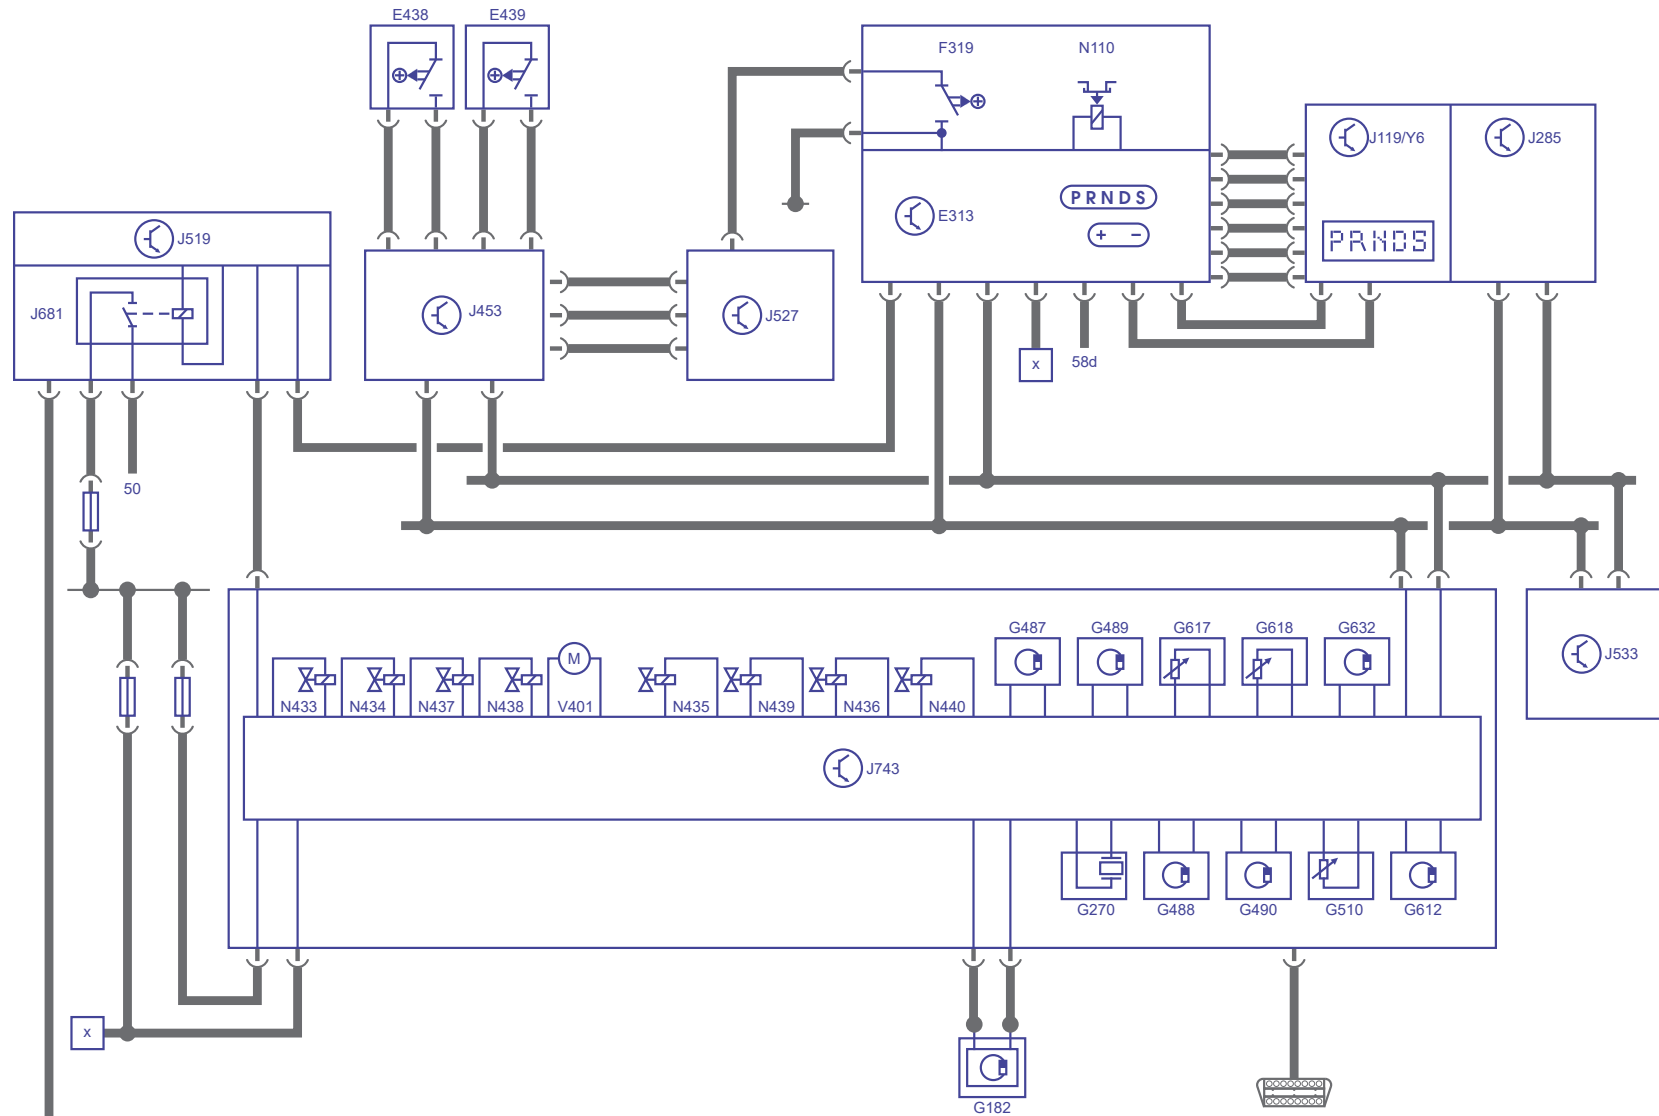 E438 E439
F319 N110
J119/Y6 J285
PRNDS
E313
+ −
PRNDS
J519
J681
J453 J527
x 58d
50
G487 G489 G617 G618 G632
J533
M
N433 N434 N437 N438 V401 N435 N439 N436 N440
J743
G270 G488 G490 G510 G612
x
G182